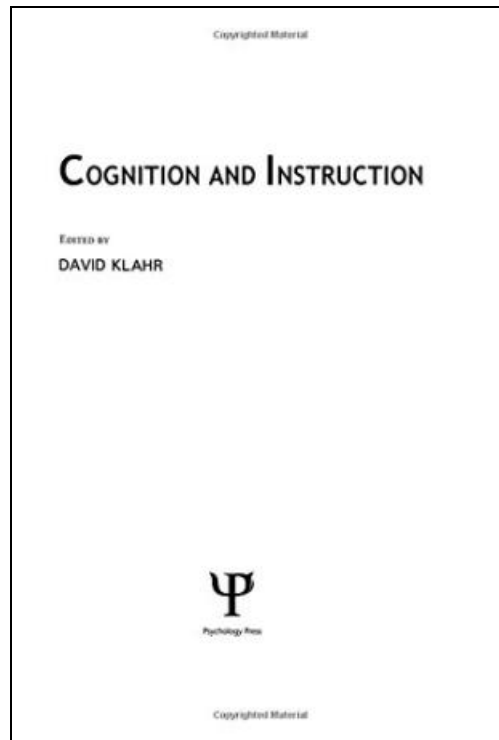 Copyrighted Material
COGNITION AND INSTRUCTION
EDITED BY
DAVID KLAHR
Psychology Press
Copyrighted Material